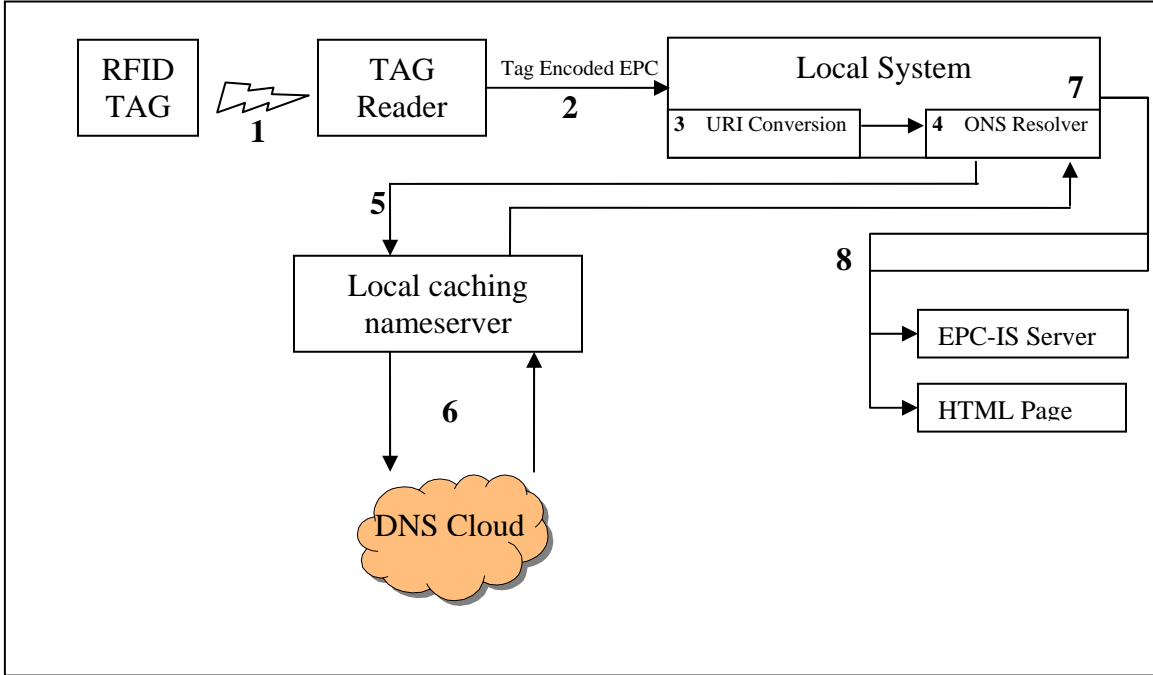 RFID
TAG
1
TAG
Reader
Tag Encoded EPC
2
Local System
7
3 URI Conversion
4 ONS Resolver
5
8
Local caching
nameserver
EPC-IS Server
HTML Page
6
DNS Cloud